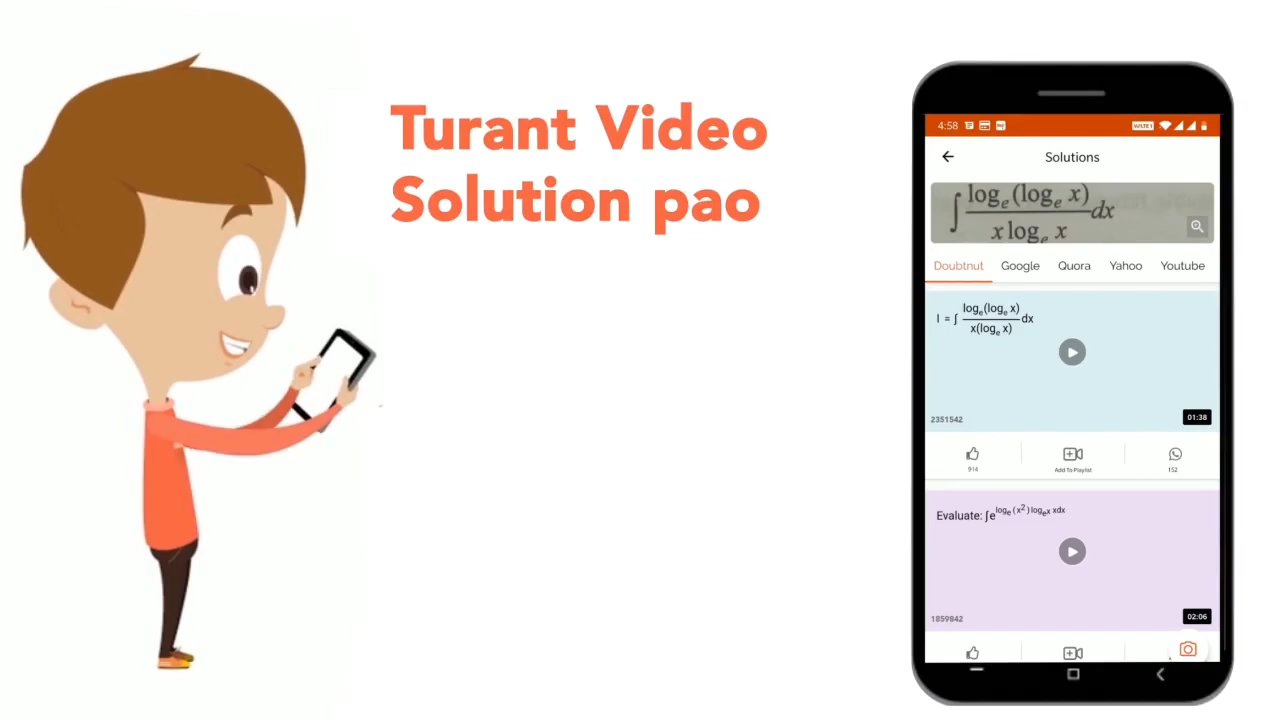 Turant Video
Solution pao
4:58
VoLTE1
Solutions
∫ logₑ(logₑ x) / x logₑ x dx
Doubtnut Google Quora Yahoo Youtube
I = ∫ logₑ(logₑ x) / x(logₑ x) dx
2351542 01:38
914 Add To Playlist 152
Evaluate: ∫e^logₑ(x²)logₑx xdx
1859842 02:06